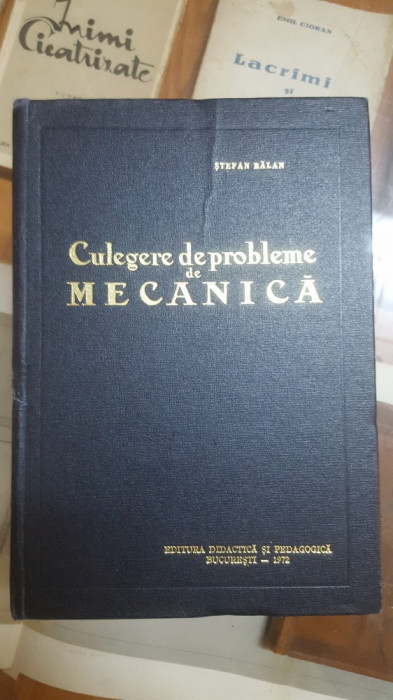 Inimi
Cicatrizate
EMIL CIORAN
Lacrimi
și
ȘTEFAN BĂLAN
Culegere de probleme
de
MECANICĂ
EDITURA DIDACTICĂ ȘI PEDAGOGICĂ
BUCUREȘTI — 1972